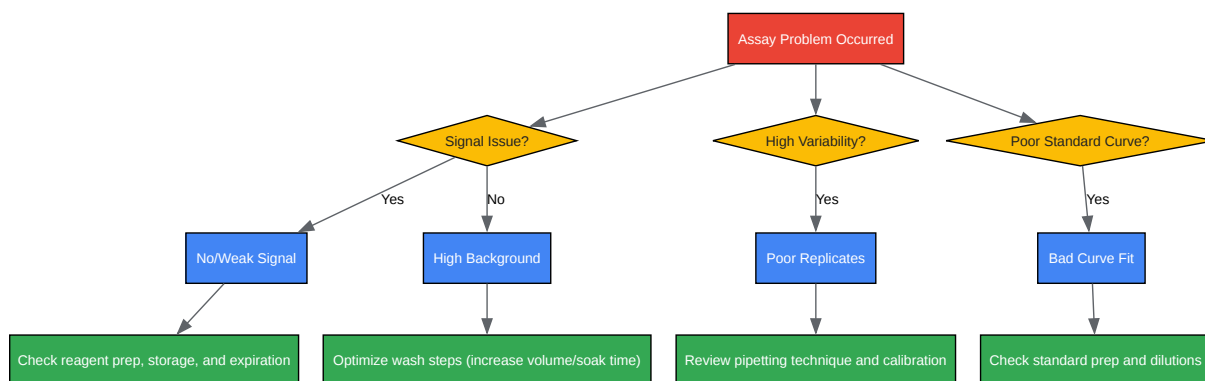 Assay Problem Occurred
Signal Issue?
High Variability?
Poor Standard Curve?
Yes
No
Yes
Yes
No/Weak Signal
High Background
Poor Replicates
Bad Curve Fit
Check reagent prep, storage, and expiration
Optimize wash steps (increase volume/soak time)
Review pipetting technique and calibration
Check standard prep and dilutions